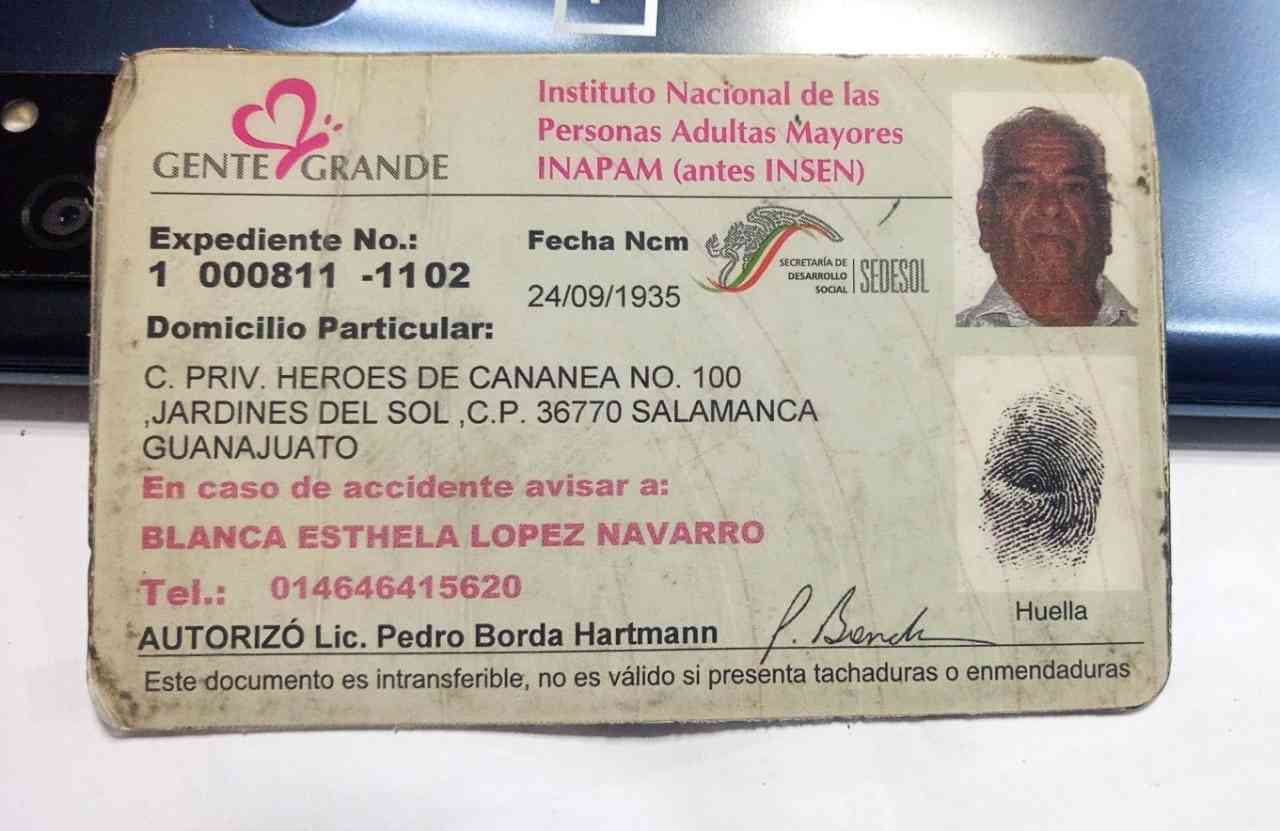 GENTE GRANDE
Instituto Nacional de las
Personas Adultas Mayores
INAPAM (antes INSEN)
Expediente No.:
1 000811 -1102
Fecha Ncm
24/09/1935
SECRETARÍA DE
DESARROLLO
SOCIAL
SEDESOL
Domicilio Particular:
C. PRIV. HEROES DE CANANEA NO. 100
,JARDINES DEL SOL ,C.P. 36770 SALAMANCA
GUANAJUATO
En caso de accidente avisar a:
BLANCA ESTHELA LOPEZ NAVARRO
Tel.: 014646415620
AUTORIZÓ Lic. Pedro Borda Hartmann
Huella
Este documento es intransferible, no es válido si presenta tachaduras o enmendaduras